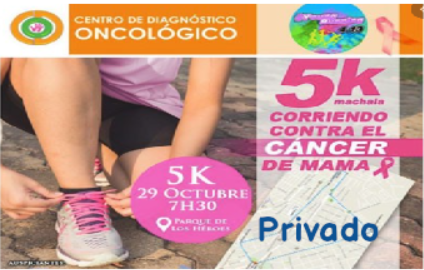 CENTRO DE DIAGNÓSTICO
ONCOLÓGICO
5k
machala
CORRIENDO
CONTRA EL
CÁNCER
DE MAMA
5K
29 OCTUBRE
7H30
PARQUE DE
LOS HÉROES
Privado